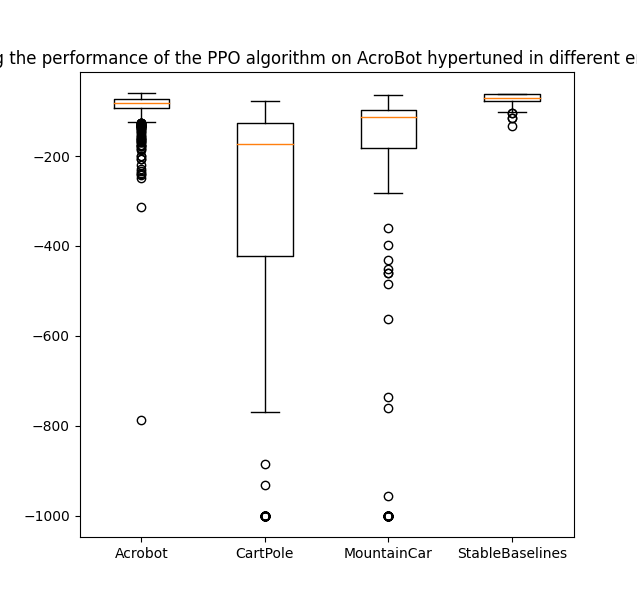 the performance of the PPO algorithm on AcroBot hypertuned in different
−200
−400
−600
−800
−1000
Acrobot CartPole MountainCar StableBaselines